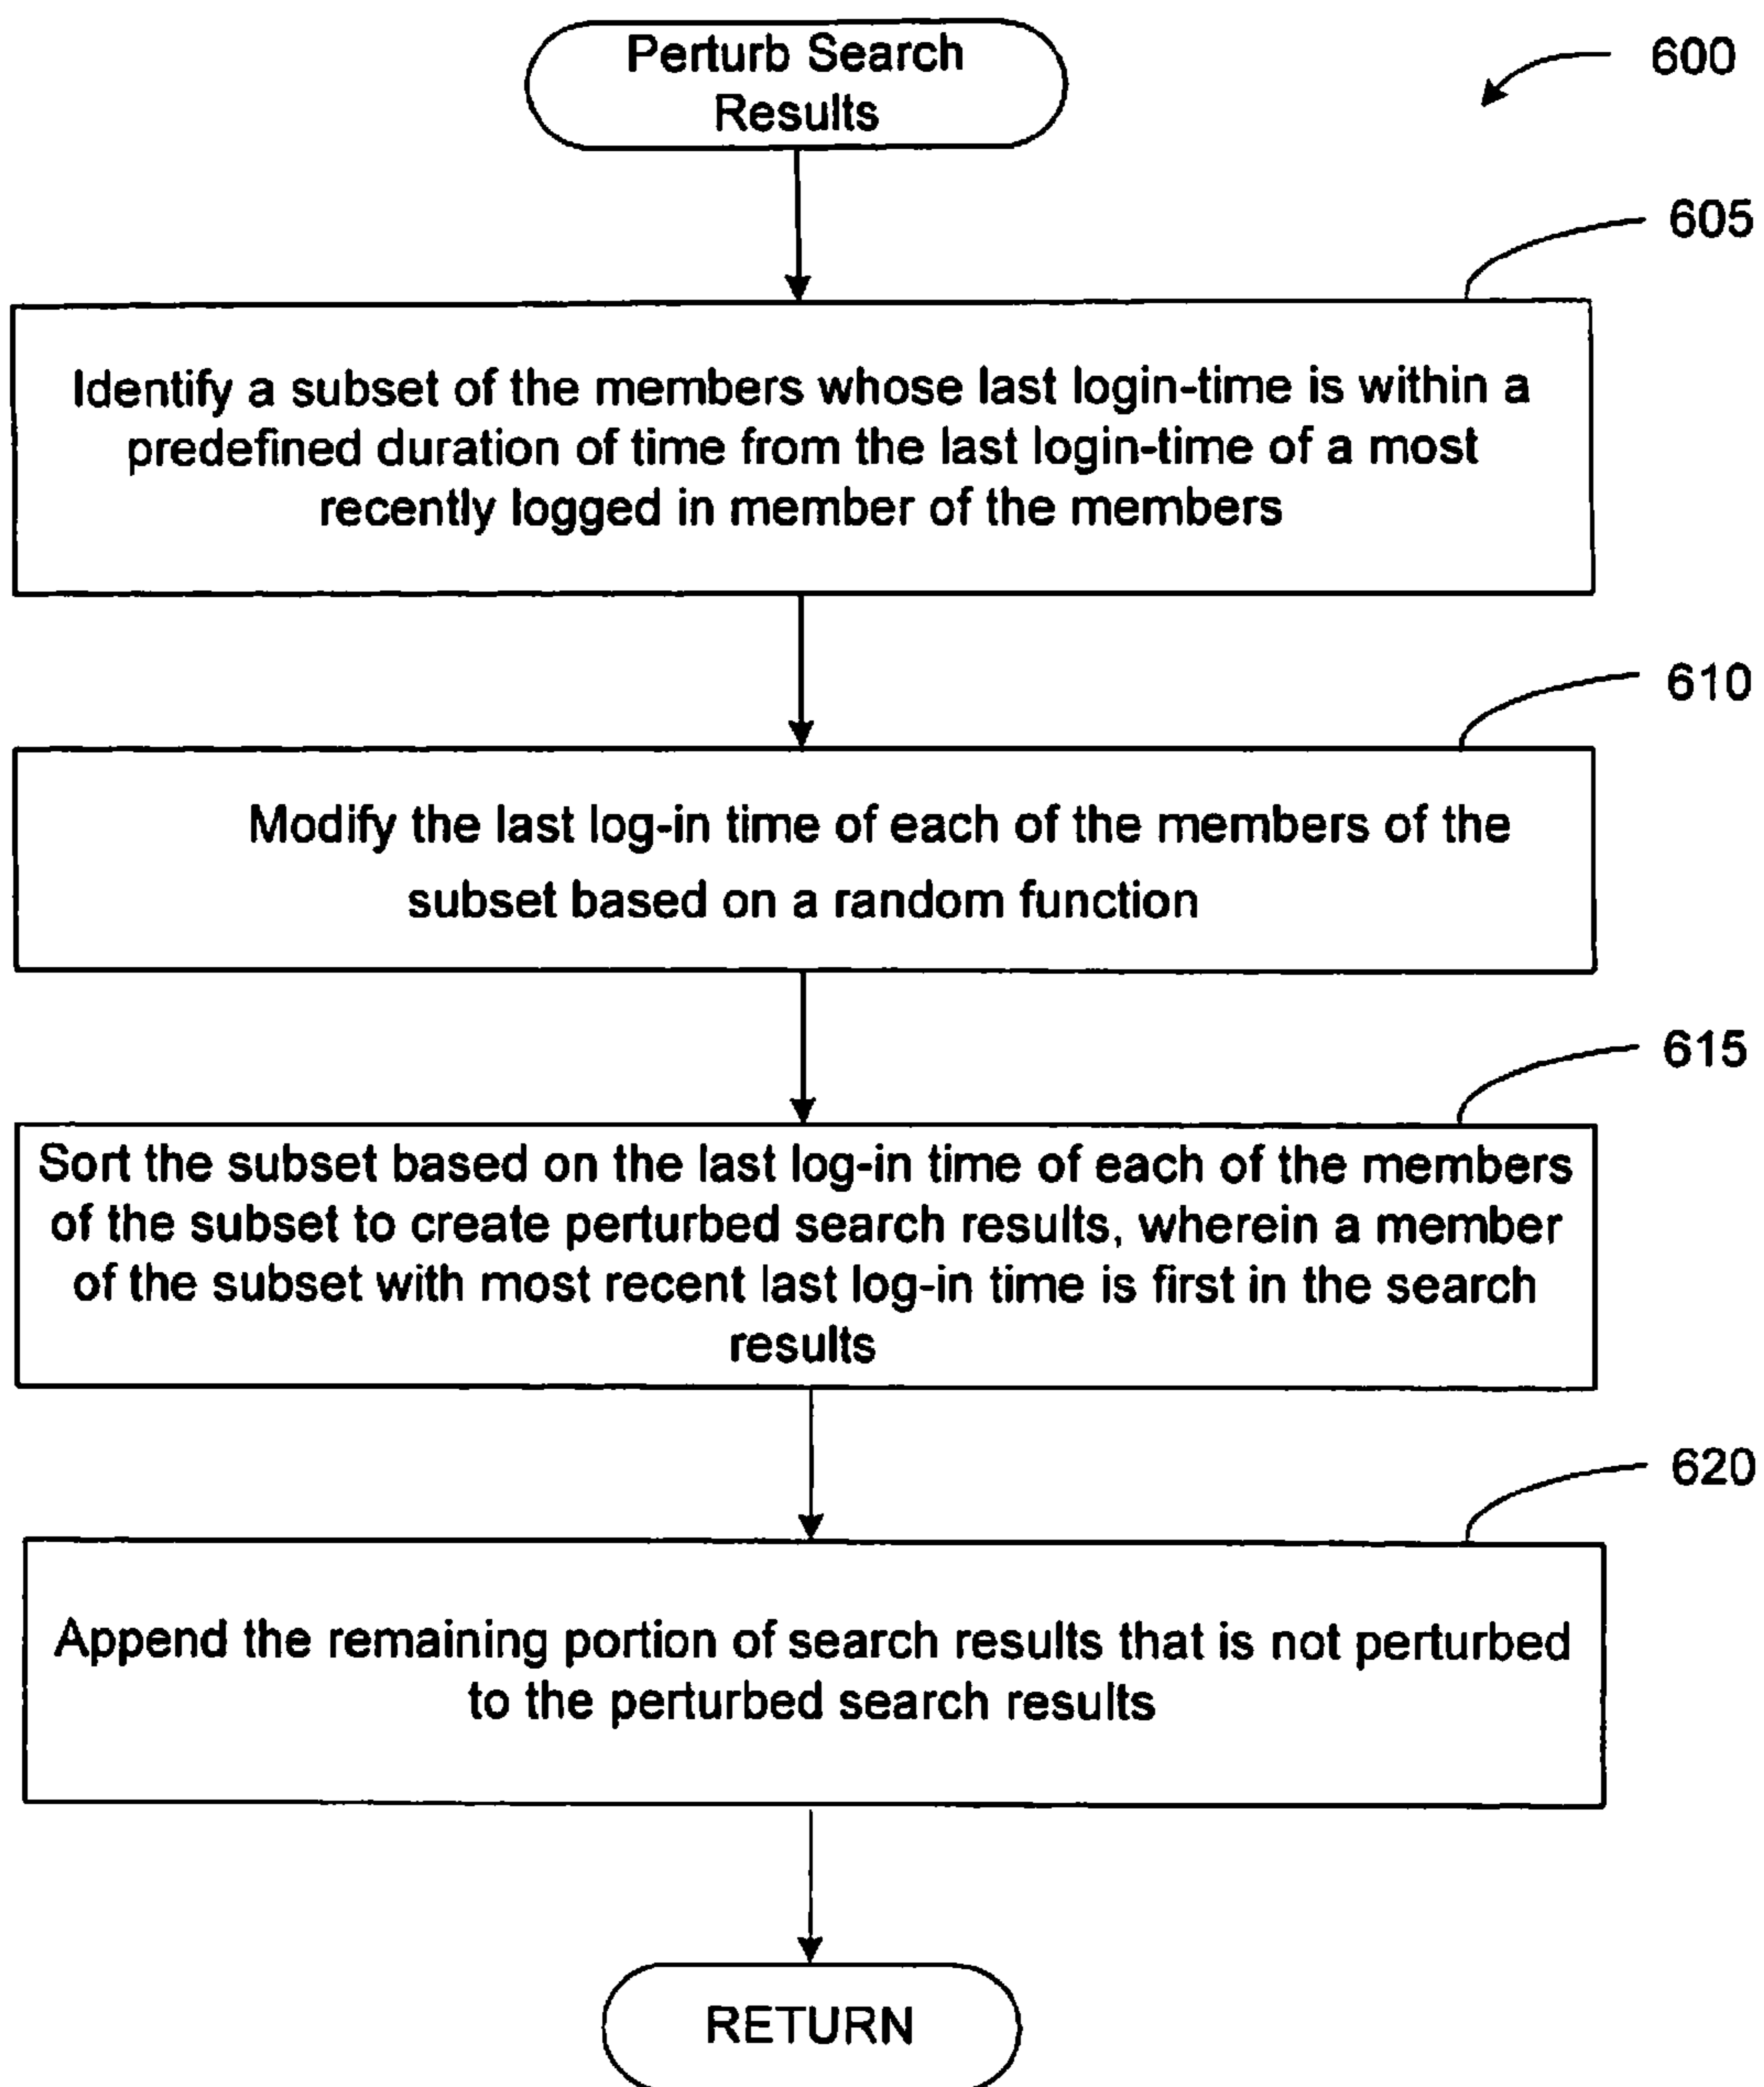 Perturb Search
Results
600
605
Identify a subset of the members whose last login-time is within a
predefined duration of time from the last login-time of a most
recently logged in member of the members
610
Modify the last log-in time of each of the members of the
subset based on a random function
615
Sort the subset based on the last log-in time of each of the members
of the subset to create perturbed search results, wherein a member
of the subset with most recent last log-in time is first in the search
results
620
Append the remaining portion of search results that is not perturbed
to the perturbed search results
RETURN